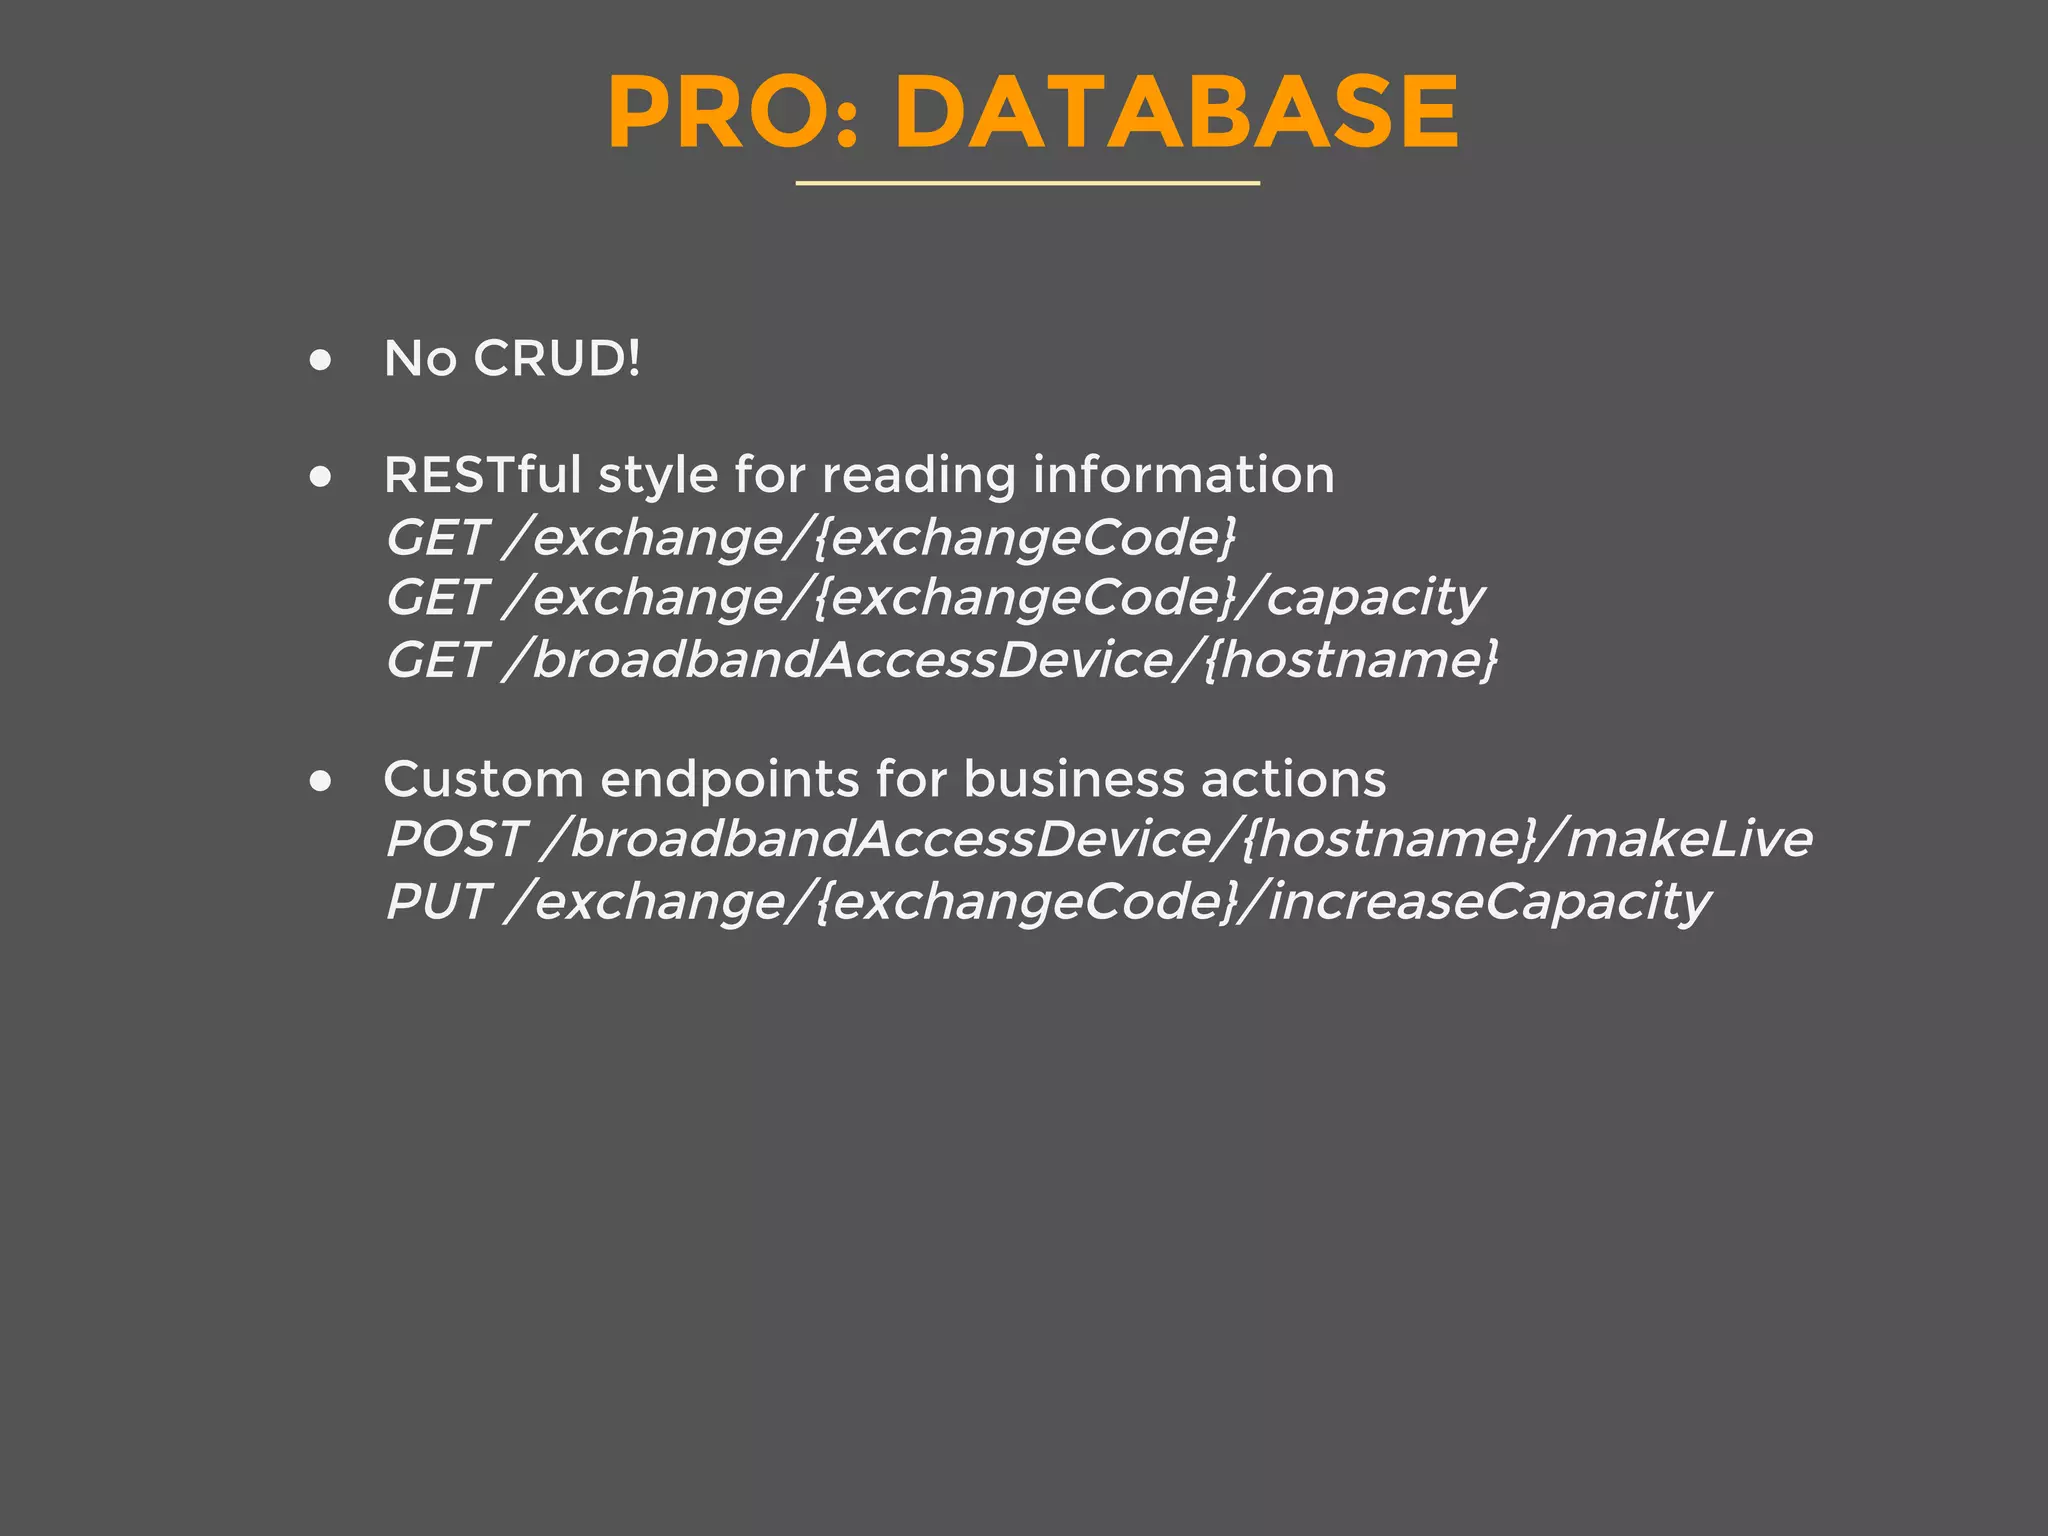 PRO: DATABASE
● No CRUD!
● RESTful style for reading information
GET /exchange/{exchangeCode}
GET /exchange/{exchangeCode}/capacity
GET /broadbandAccessDevice/{hostname}
● Custom endpoints for business actions
POST /broadbandAccessDevice/{hostname}/makeLive
PUT /exchange/{exchangeCode}/increaseCapacity